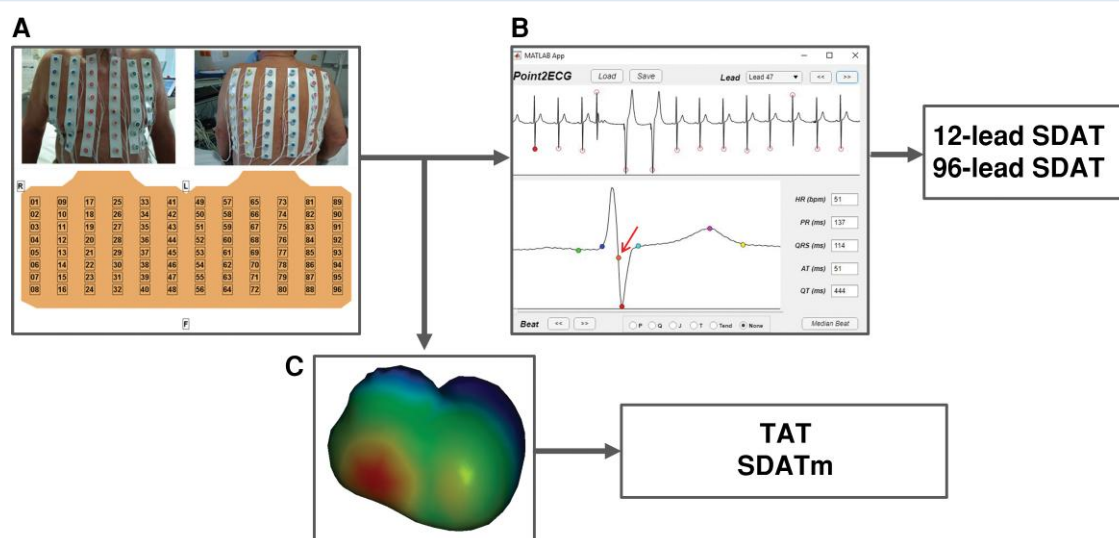 A
R
L
01 09 17 25 33 41 49 57 65 73 81 89
02 10 18 26 34 42 50 58 66 74 82 90
03 11 19 27 35 43 51 59 67 75 83 91
04 12 20 28 36 44 52 60 68 76 84 92
05 13 21 29 37 45 53 61 69 77 85 93
06 14 22 30 38 46 54 62 70 78 86 94
07 15 23 31 39 47 55 63 71 79 87 95
08 16 24 32 40 48 56 64 72 80 88 96
F
B
MATLAB App
Point2ECG Load Save Lead Lead 47 << >>
HR (bpm) 51
PR (ms) 137
QRS (ms) 114
AT (ms) 51
QT (ms) 444
Beat << >> P Q J T Tend None Median Beat
12-lead SDAT
96-lead SDAT
C
TAT
SDATm